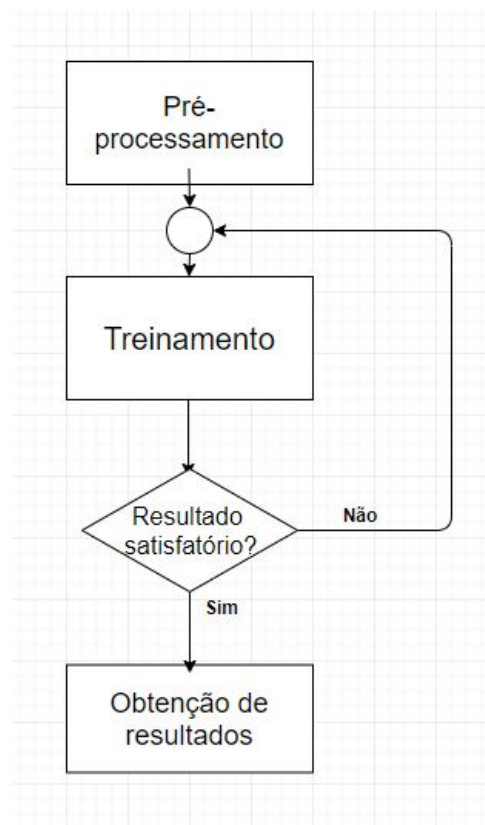 Pré-
processamento
Treinamento
Resultado
satisfatório?
Não
Sim
Obtenção de
resultados